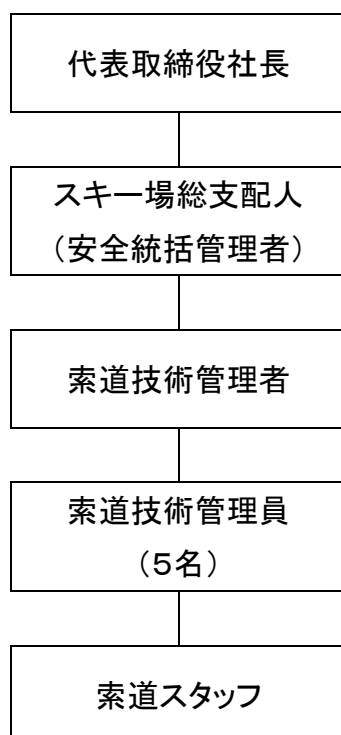 代表取締役社長
スキー場総支配人
（安全統括管理者）
索道技術管理者
索道技術管理員
（５名）
索道スタッフ